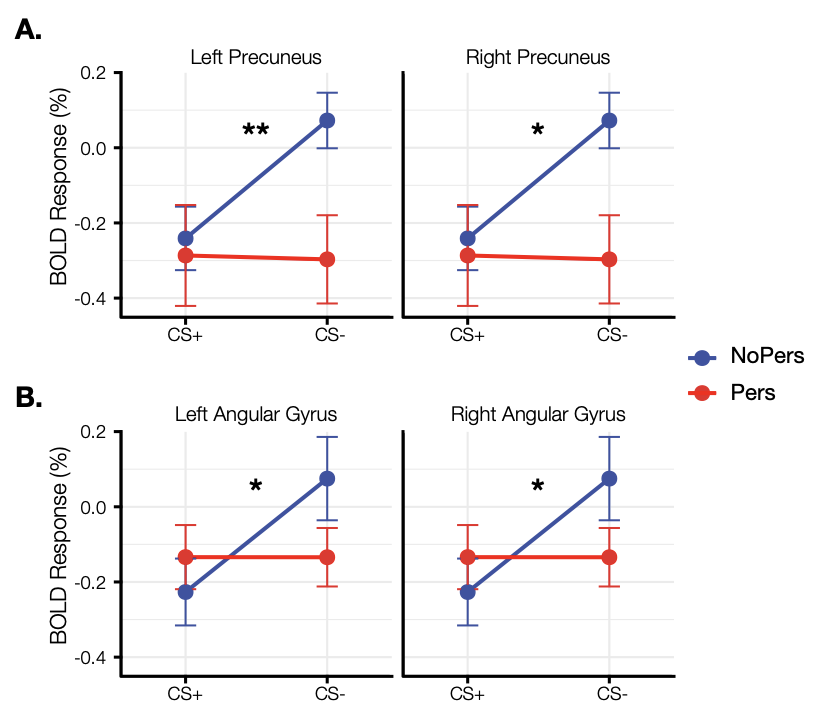 A.
Left Precuneus
Right Precuneus
BOLD Response (%)
0.2
0.0
-0.2
-0.4
**
*
CS+
CS-
CS+
CS-
NoPers
Pers
B.
Left Angular Gyrus
Right Angular Gyrus
BOLD Response (%)
0.2
0.0
-0.2
-0.4
*
*
CS+
CS-
CS+
CS-